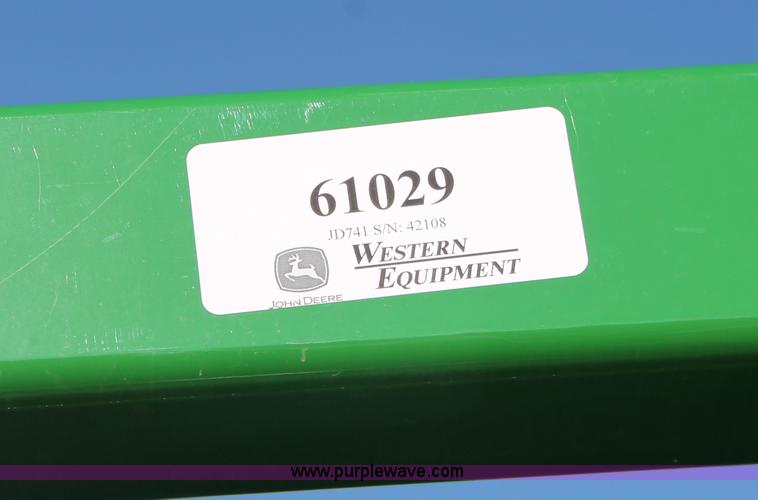 61029
JD741 S/N: 42108
WESTERN
EQUIPMENT
JOHN DEERE
www.purplewave.com